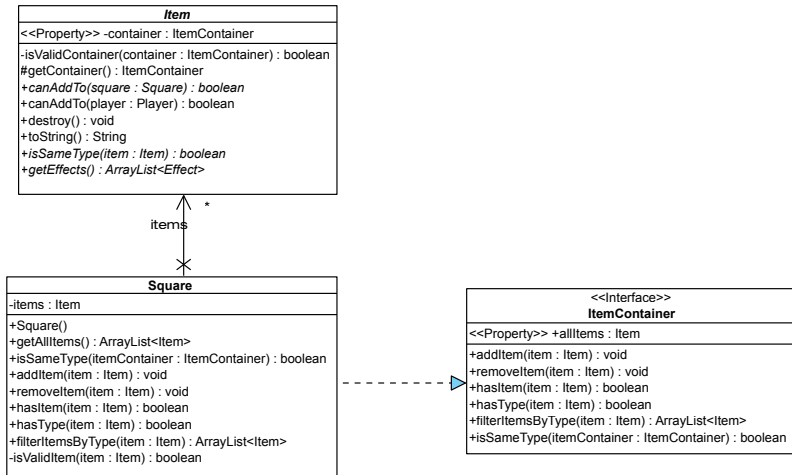 Item
<<Property>> -container : ItemContainer
-isValidContainer(container : ItemContainer) : boolean
#getContainer() : ItemContainer
+canAddTo(square : Square) : boolean
+canAddTo(player : Player) : boolean
+destroy() : void
+toString() : String
+isSameType(item : Item) : boolean
+getEffects() : ArrayList<Effect>
*
items
Square
-items : Item
+Square()
+getAllItems() : ArrayList<Item>
+isSameType(itemContainer : ItemContainer) : boolean
+addItem(item : Item) : void
+removeItem(item : Item) : void
+hasItem(item : Item) : boolean
+hasType(item : Item) : boolean
+filterItemsByType(item : Item) : ArrayList<Item>
-isValidItem(item : Item) : boolean
<<Interface>>
ItemContainer
<<Property>> +allItems : Item
+addItem(item : Item) : void
+removeItem(item : Item) : void
+hasItem(item : Item) : boolean
+hasType(item : Item) : boolean
+filterItemsByType(item : Item) : ArrayList<Item>
+isSameType(itemContainer : ItemContainer) : boolean